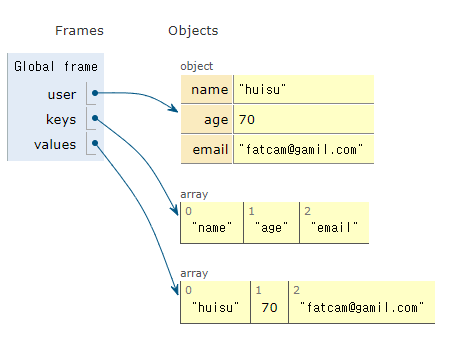 Frames Objects
Global frame
user
keys
values
object
name "huisu"
age 70
email "fatcam@gamil.com"
array
0 1 2
"name" "age" "email"
array
0 1 2
"huisu" 70 "fatcam@gamil.com"